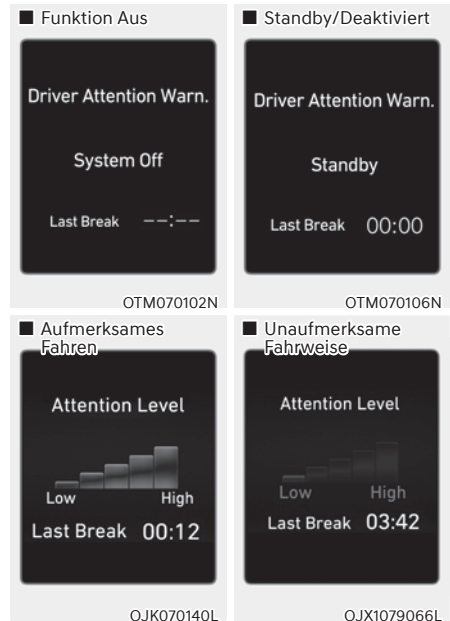 ■ Funktion Aus
Driver Attention Warn.
System Off
Last Break --:--
OTM070102N
■ Standby/Deaktiviert
Driver Attention Warn.
Standby
Last Break 00:00
OTM070106N
■ Aufmerksames
Fahren
Attention Level
Low High
Last Break 00:12
OJK070140L
■ Unaufmerksame
Fahrweise
Attention Level
Low High
Last Break 03:42
OJX1079066L